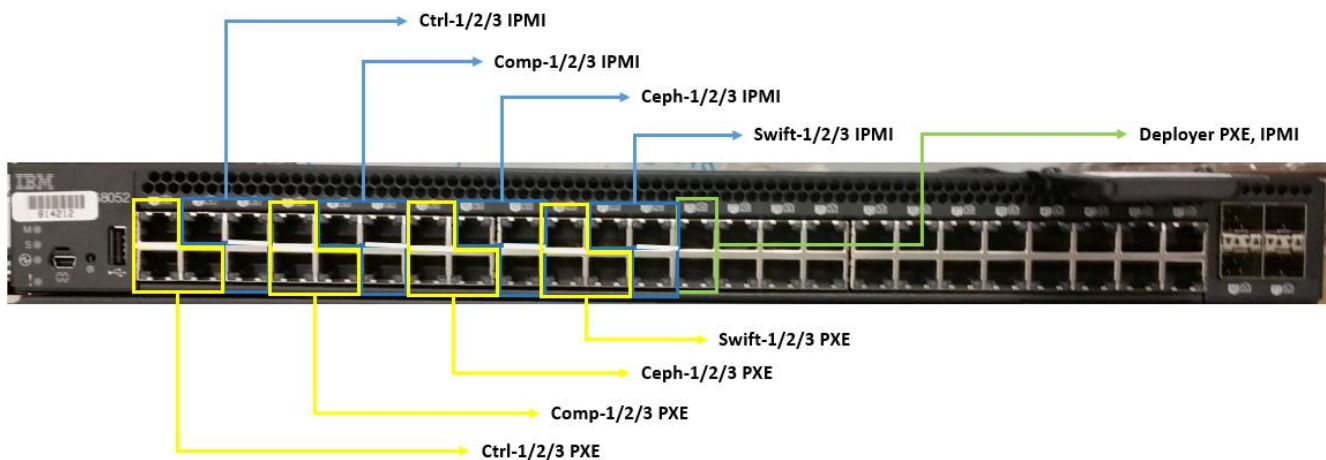 Ctrl-1/2/3 IPMI
Comp-1/2/3 IPMI
Ceph-1/2/3 IPMI
Swift-1/2/3 IPMI
Deployer PXE, IPMI
IBM
G8052
814212
M
S
!
Swift-1/2/3 PXE
Ceph-1/2/3 PXE
Comp-1/2/3 PXE
Ctrl-1/2/3 PXE